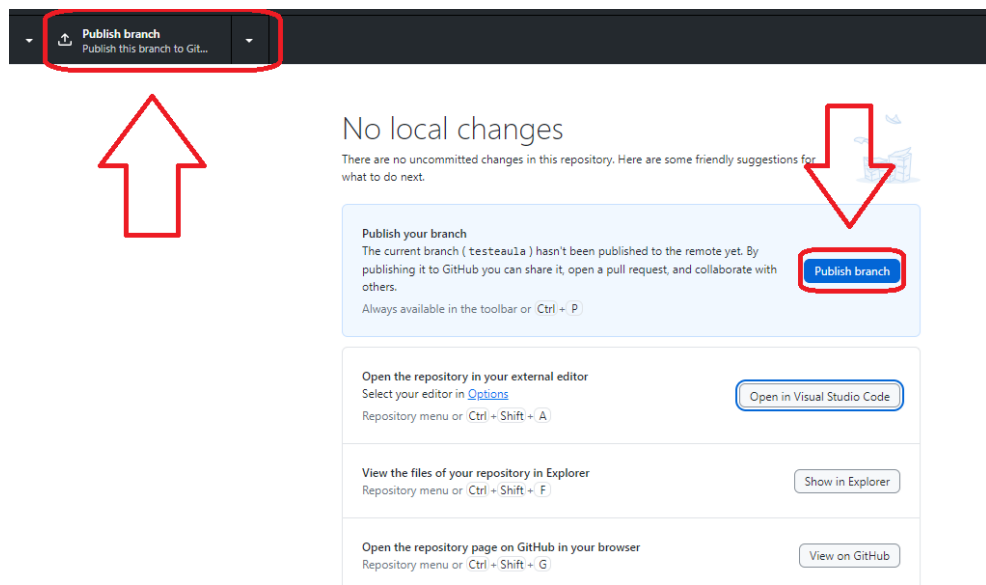 Publish branch
Publish this branch to Git...
No local changes
There are no uncommitted changes in this repository. Here are some friendly suggestions for
what to do next.
Publish your branch
The current branch ( testeaula ) hasn't been published to the remote yet. By
publishing it to GitHub you can share it, open a pull request, and collaborate with
others.
Always available in the toolbar or Ctrl + P
Publish branch
Open the repository in your external editor
Select your editor in Options
Repository menu or Ctrl + Shift + A
Open in Visual Studio Code
View the files of your repository in Explorer
Repository menu or Ctrl + Shift + F
Show in Explorer
Open the repository page on GitHub in your browser
Repository menu or Ctrl + Shift + G
View on GitHub